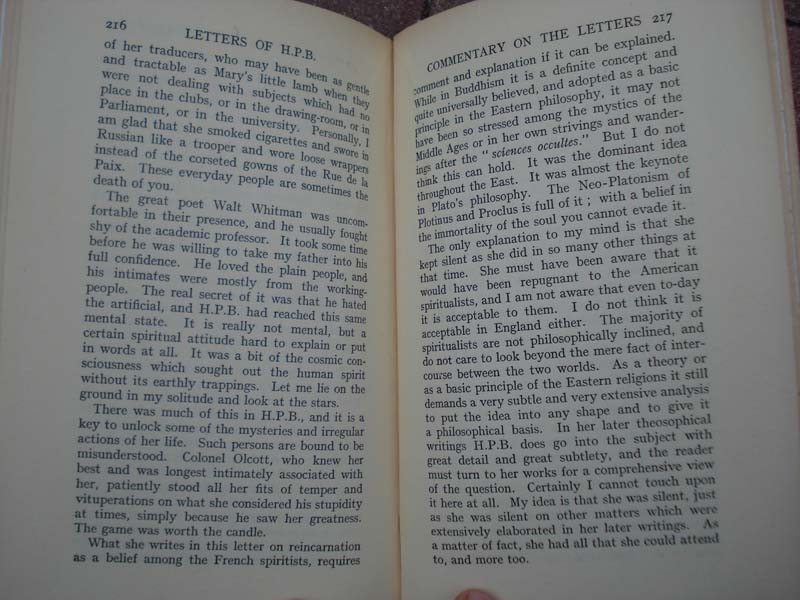 216
LETTERS OF H.P.B.
of her traducers, who may have been as gentle
and tractable as Mary's little lamb when they
were not dealing with subjects which had no
place in the clubs, or in the drawing-room, or in
Parliament, or in the university. Personally, I
am glad that she smoked cigarettes and swore in
Russian like a trooper and wore loose wrappers
instead of the corseted gowns of the Rue de la
Paix. These everyday people are sometimes the
death of you.
The great poet Walt Whitman was uncom-
fortable in their presence, and he usually fought
shy of the academic professor. It took some time
before he was willing to take my father into his
full confidence. He loved the plain people, and
his intimates were mostly from the working-
people. The real secret of it was that he hated
the artificial, and H.P.B. had reached this same
mental state. It is really not mental, but a
certain spiritual attitude hard to explain or put
in words at all. It was a bit of the cosmic con-
sciousness which sought out the human spirit
without its earthly trappings. Let me lie on the
ground in my solitude and look at the stars.
There was much of this in H.P.B., and it is a
key to unlock some of the mysteries and irregular
actions of her life. Such persons are bound to be
misunderstood. Colonel Olcott, who knew her
best and was longest intimately associated with
her, patiently stood all her fits of temper and
vituperations on what she considered his stupidity
at times, simply because he saw her greatness.
The game was worth the candle.
What she writes in this letter on reincarnation
as a belief among the French spiritists, requires
COMMENTARY ON THE LETTERS 217
comment and explanation if it can be explained.
While in Buddhism it is a definite concept and
quite universally believed, and adopted as a basic
principle in the Eastern philosophy, it may not
have been so stressed among the mystics of the
Middle Ages or in her own strivings and wander-
ings after the "sciences occultes." But I do not
think this can hold. It was the dominant idea
throughout the East. It was almost the keynote
in Plato's philosophy. The Neo-Platonism of
Plotinus and Proclus is full of it; with a belief in
the immortality of the soul you cannot evade it.
The only explanation to my mind is that she
kept silent as she did in so many other things at
that time. She must have been aware that it
would have been repugnant to the American
spiritualists, and I am not aware that even to-day
it is acceptable to them. I do not think it is
acceptable in England either. The majority of
spiritualists are not philosophically inclined, and
do not care to look beyond the mere fact of inter-
course between the two worlds. As a theory or
as a basic principle of the Eastern religions it still
demands a very subtle and very extensive analysis
to put the idea into any shape and to give it
a philosophical basis. In her later theosophical
writings H.P.B. does go into the subject with
great detail and great subtlety, and the reader
must turn to her works for a comprehensive view
of the question. Certainly I cannot touch upon
it here at all. My idea is that she was silent, just
as she was silent on other matters which were
extensively elaborated in her later writings. As
a matter of fact, she had all that she could attend
to, and more too.